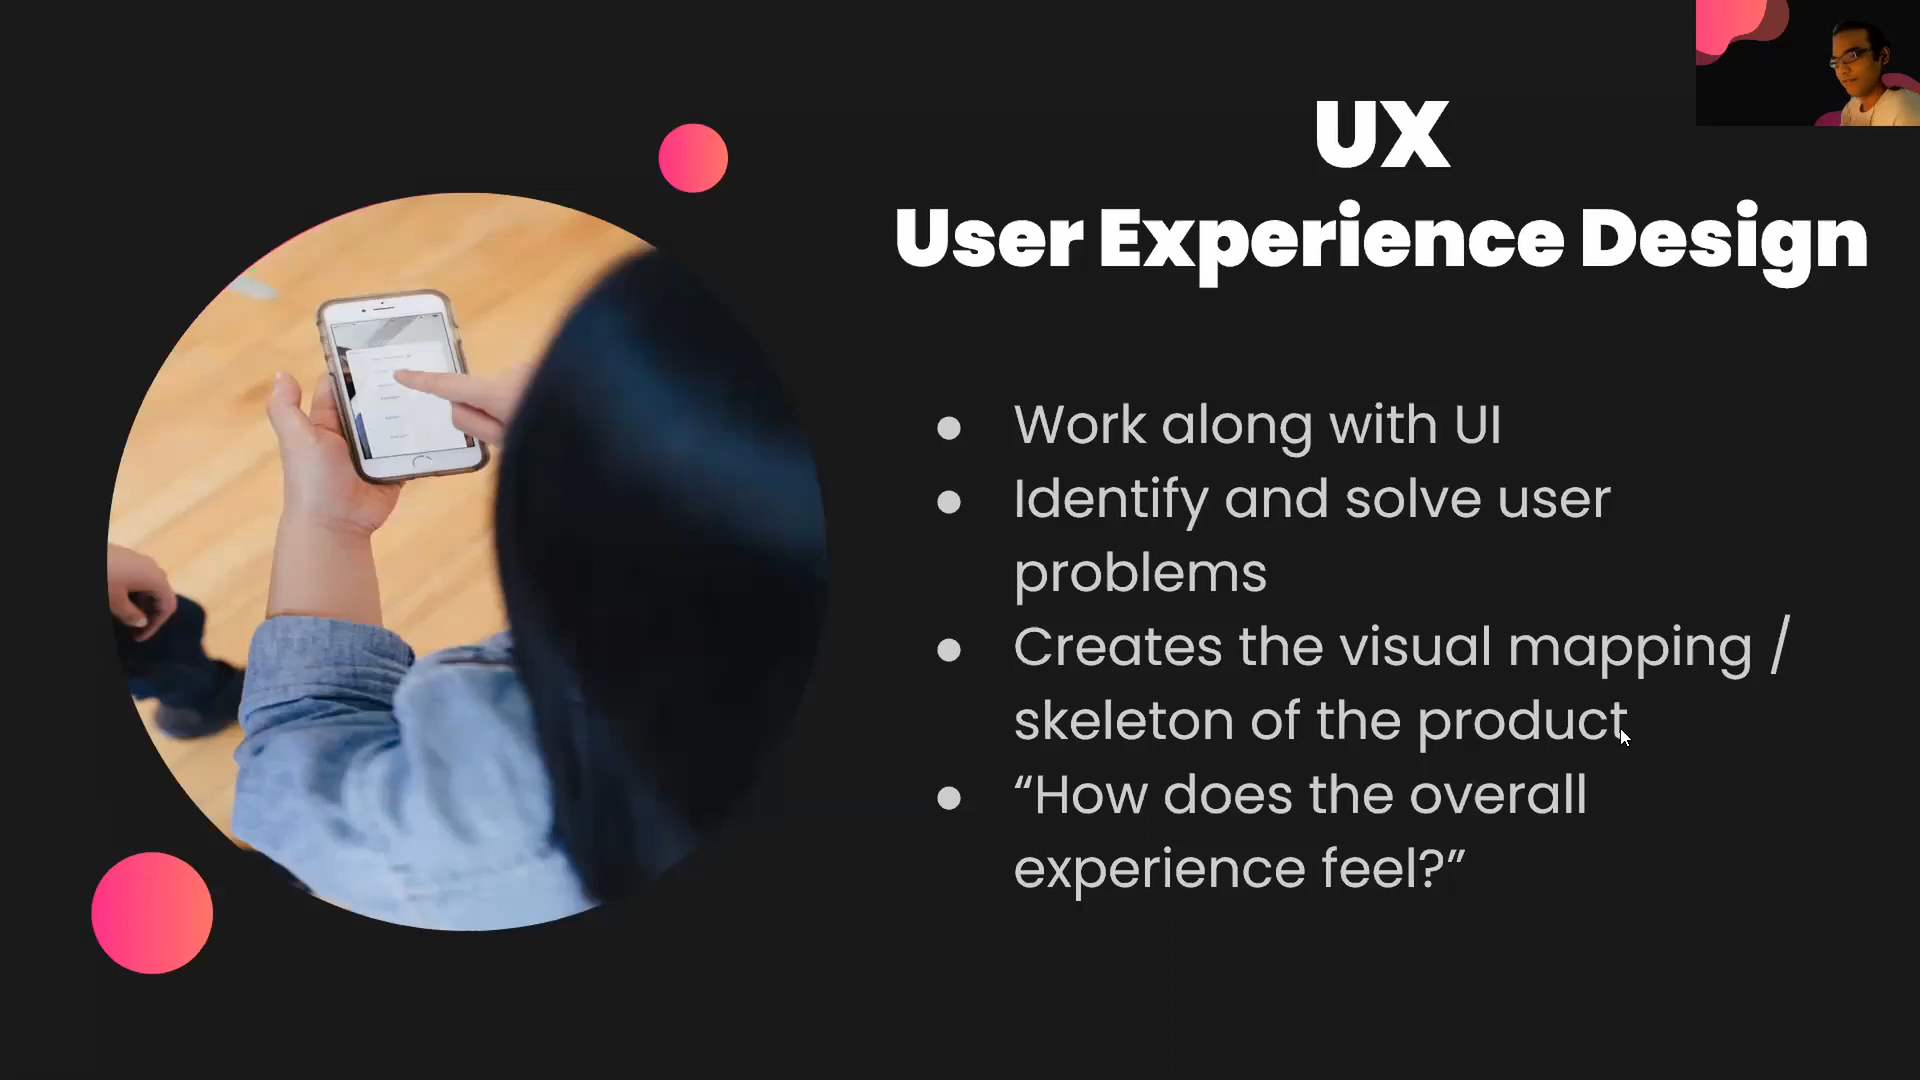 UX
User Experience Design
● Work along with UI
● Identify and solve user
problems
● Creates the visual mapping /
skeleton of the product
● “How does the overall
experience feel?”